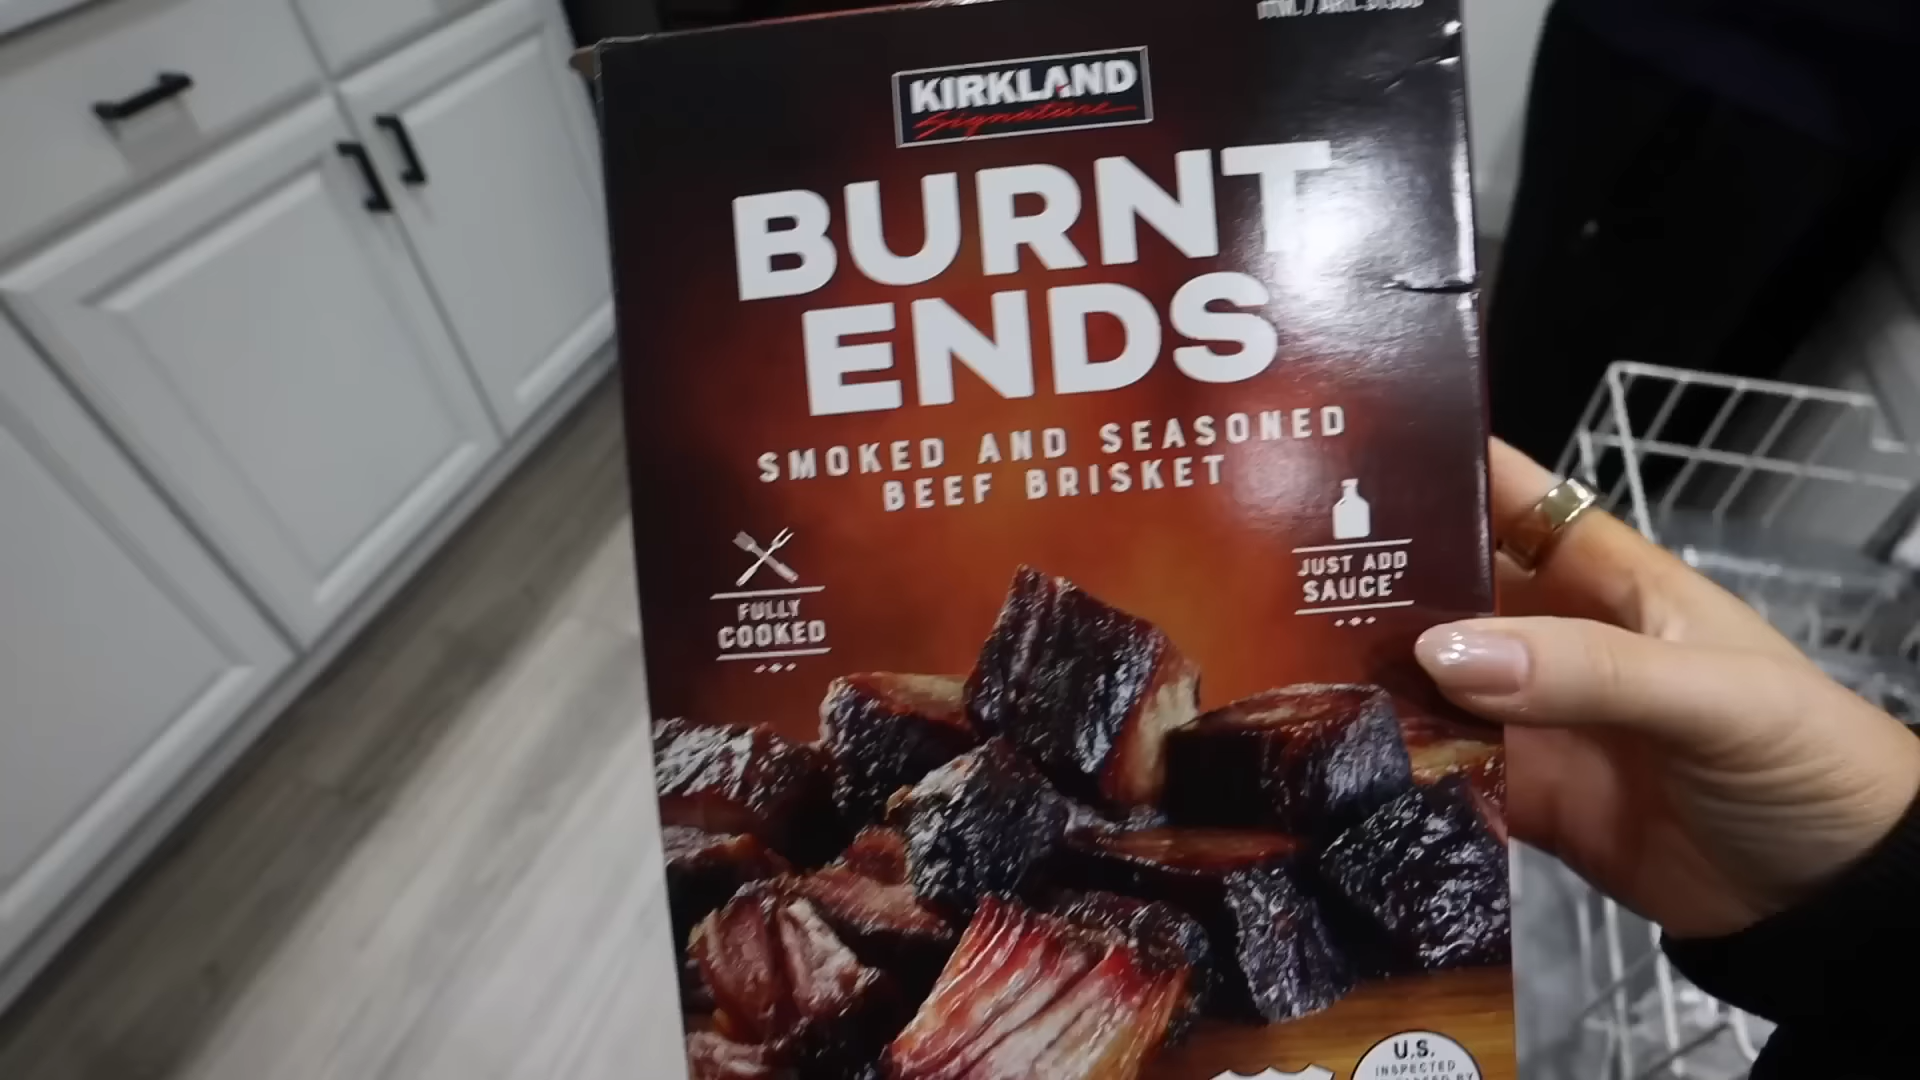 KIRKLAND
Signature
BURNT
ENDS
SMOKED AND SEASONED
BEEF BRISKET
FULLY
COOKED
JUST ADD
SAUCE*
U.S.
INSPECTED